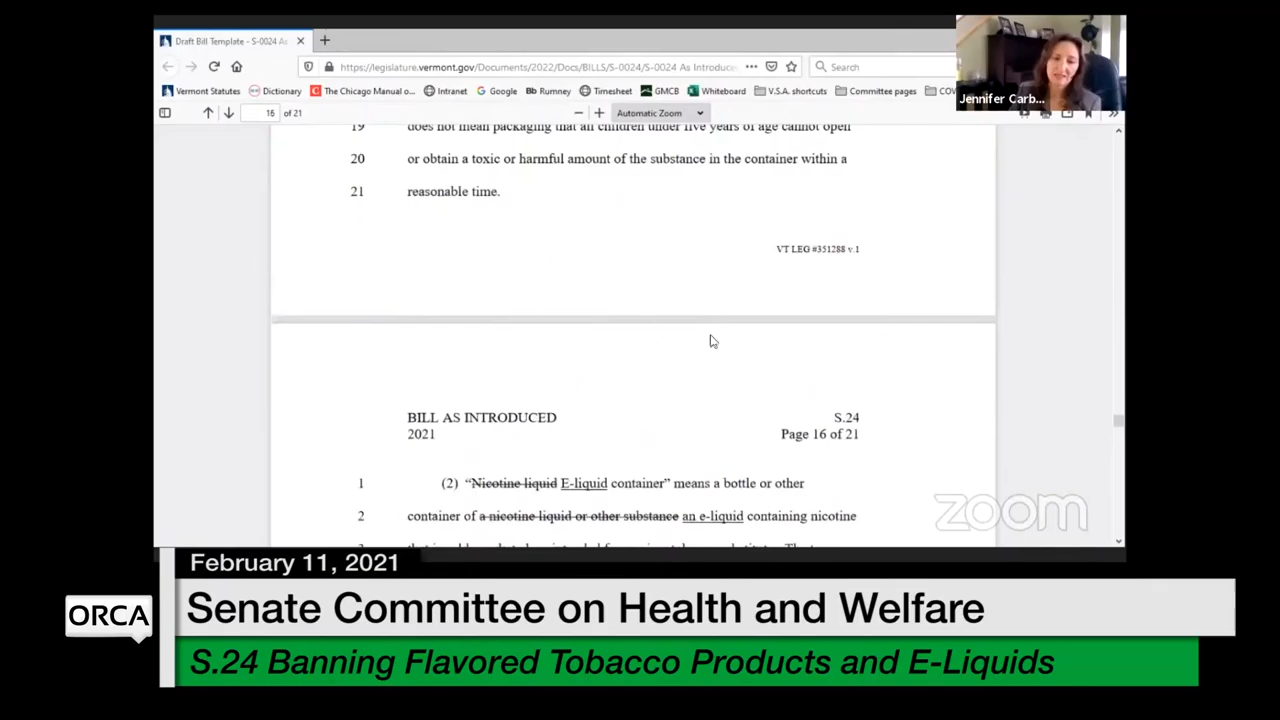 Draft Bill Template - S-0024 As
https://legislature.vermont.gov/Documents/2022/Docs/BILLS/S-0024/S-0024 As Introduce
Search
Jennifer Carb...
Vermont Statutes Dictionary The Chicago Manual o... Intranet Google Rumney Timesheet GMCB Whiteboard V.S.A. shortcuts Committee pages
16 of 21 Automatic Zoom
19 does not mean packaging that all children under five years of age cannot open
20 or obtain a toxic or harmful amount of the substance in the container within a
21 reasonable time.
VT LEG #351288 v.1
BILL AS INTRODUCED S.24
2021 Page 16 of 21
1 (2) “Nicotine liquid E-liquid container” means a bottle or other
2 container of a nicotine liquid or other substance an e-liquid containing nicotine
zoom
February 11, 2021
ORCA
Senate Committee on Health and Welfare
S.24 Banning Flavored Tobacco Products and E-Liquids